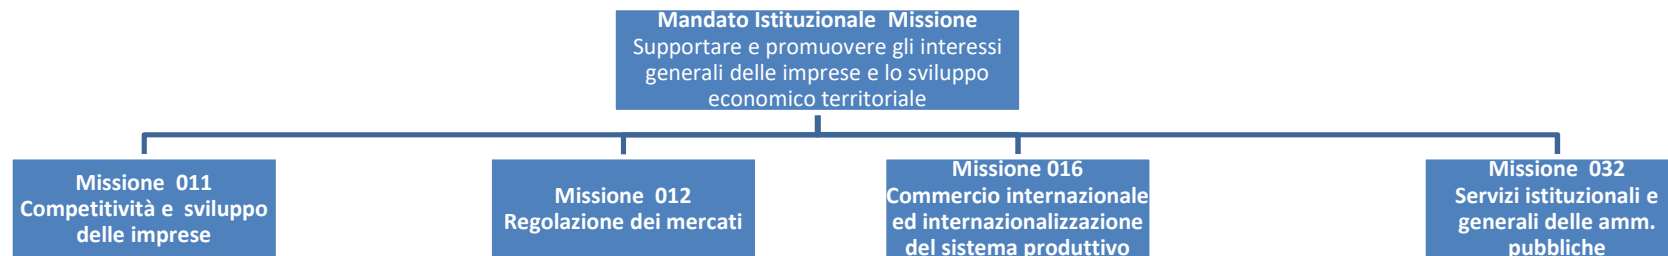 Mandato Istituzionale  Missione
Supportare e promuovere gli interessi
generali delle imprese e lo sviluppo
economico territoriale
Missione  011
Competitività e  sviluppo
delle imprese
Missione  012
Regolazione dei mercati
Missione 016
Commercio internazionale
ed internazionalizzazione
del sistema produttivo
Missione  032
Servizi istituzionali e
generali delle amm.
pubbliche